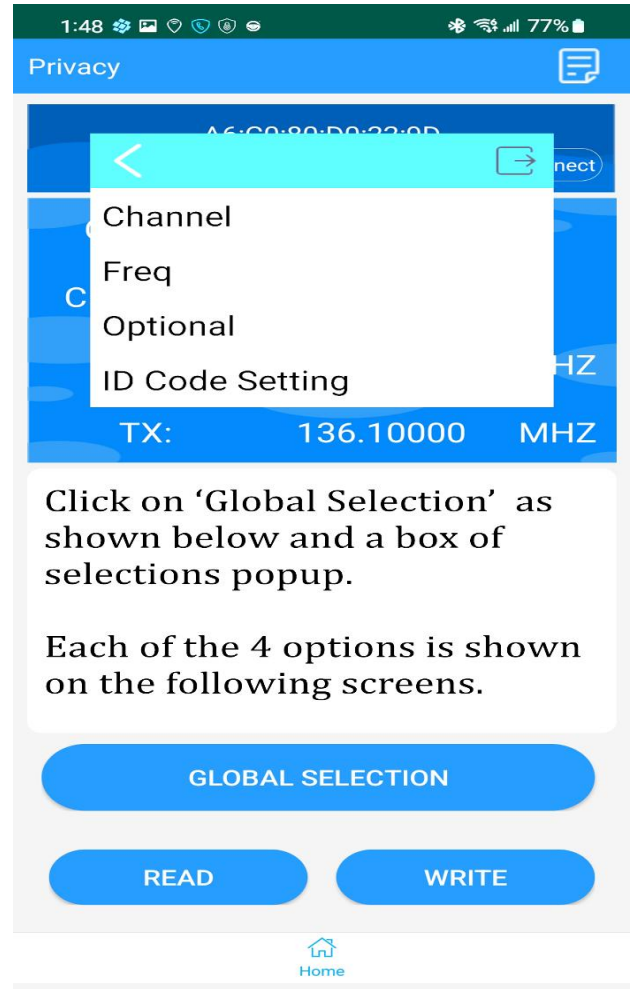 1:48 77%
Privacy
nect
Channel
Freq
C
Optional
HZ
ID Code Setting
TX: 136.10000 MHZ
Click on ‘Global Selection’ as
shown below and a box of
selections popup.
Each of the 4 options is shown
on the following screens.
GLOBAL SELECTION
READ WRITE
Home